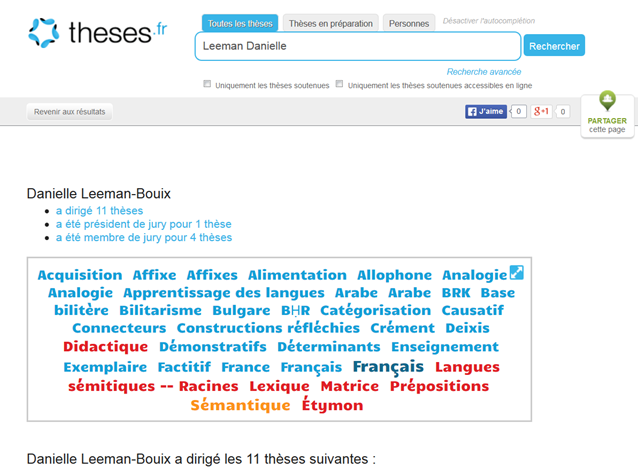 Toutes les thèses Thèses en préparation Personnes Désactiver l'autocomplétion
theses.fr
Leeman Danielle Rechercher
Recherche avancée
Uniquement les thèses soutenues Uniquement les thèses soutenues accessibles en ligne
Revenir aux résultats J'aime 0 g+1 0
PARTAGER
cette page
Danielle Leeman-Bouix
• a dirigé 11 thèses
• a été président de jury pour 1 thèse
• a été membre de jury pour 4 thèses
Acquisition Affixe Affixes Alimentation Allophone Analogie
Analogie Apprentissage des langues Arabe Arabe BRK Base
bilitère Bilitarisme Bulgare BḤR Catégorisation Causatif
Connecteurs Constructions réfléchies Crément Deixis
Didactique Démonstratifs Déterminants Enseignement
Exemplaire Factitif France Français Français Langues
sémitiques -- Racines Lexique Matrice Prépositions
Sémantique Étymon
Danielle Leeman-Bouix a dirigé les 11 thèses suivantes :